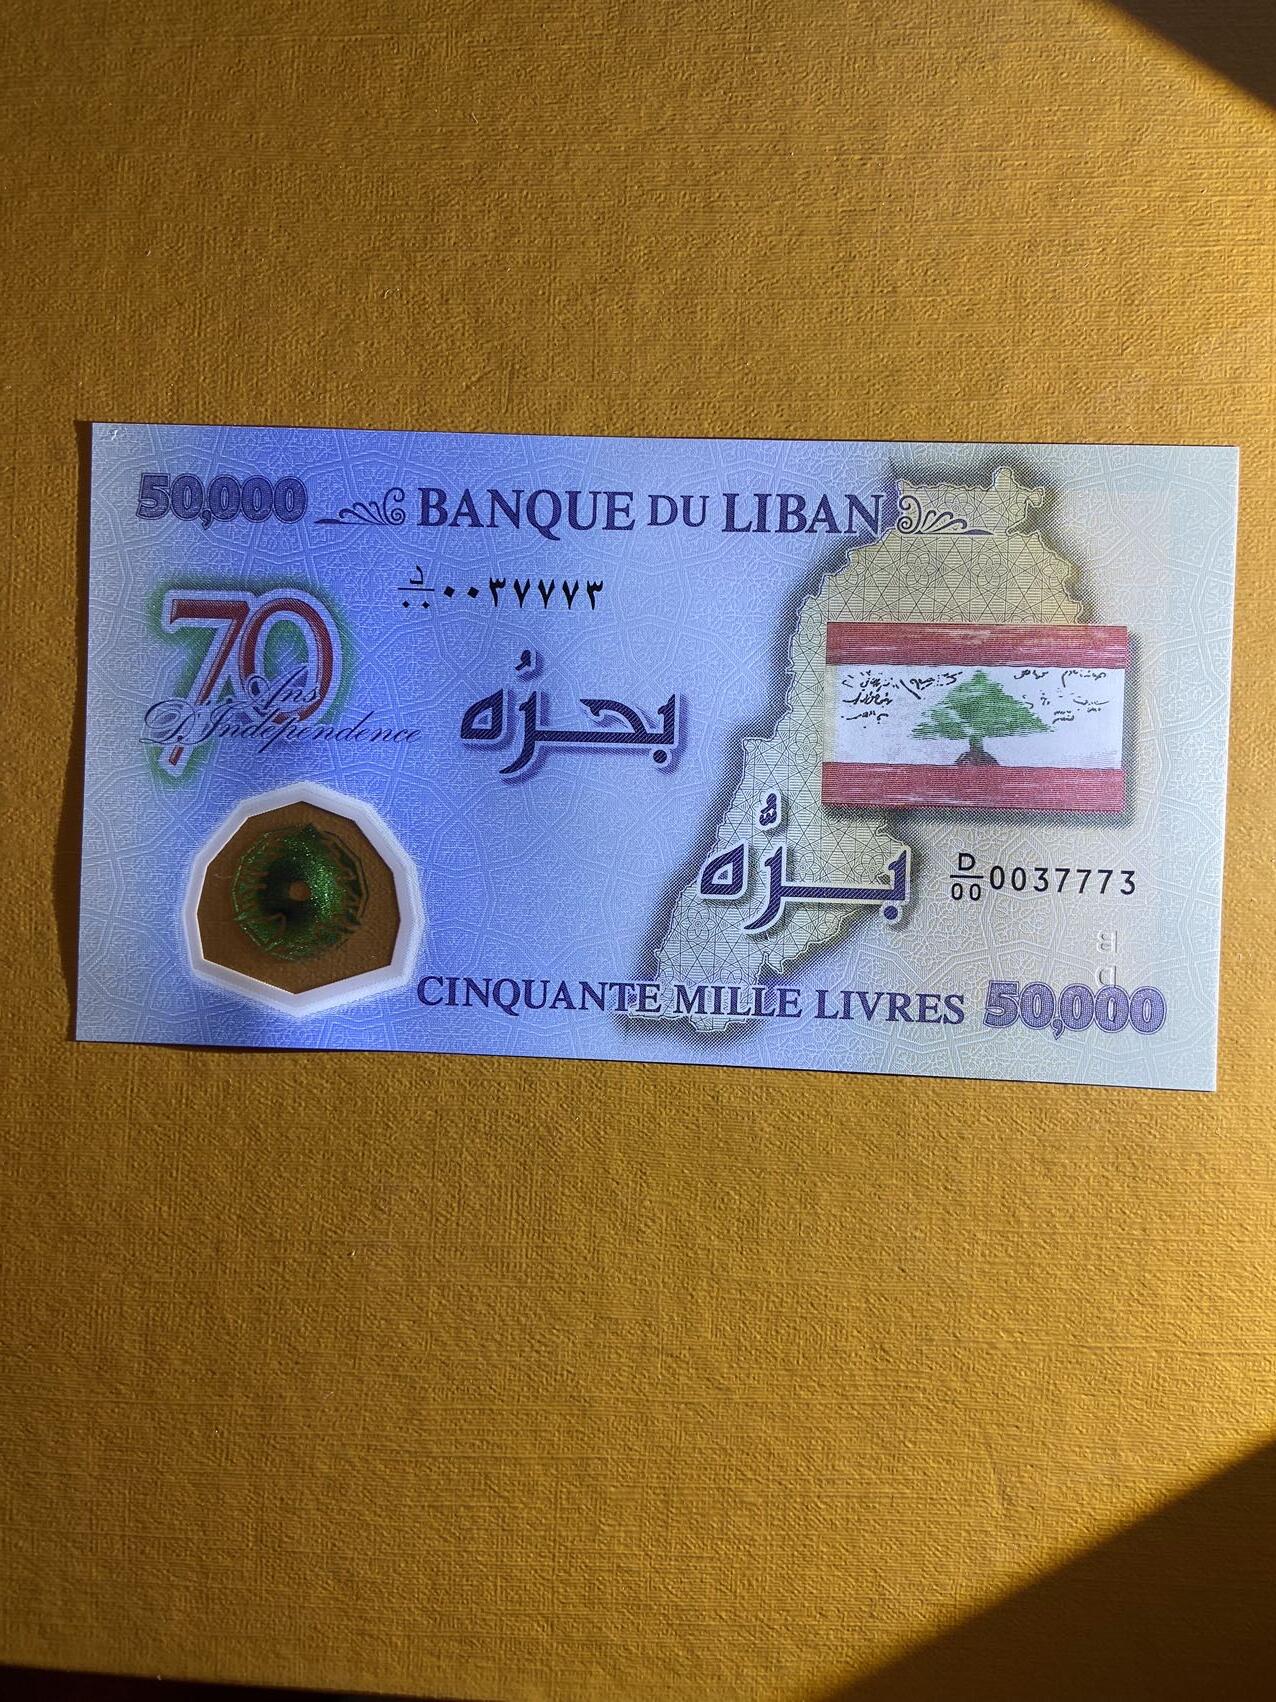 50,000
BANQUE DU LIBAN
د/٠٠ ٠٠٣٧٧٧٣
70
Ans
D'Indépendence
بحرُه
برُّه
D/00 0037773
CINQUANTE MILLE LIVRES 50,000